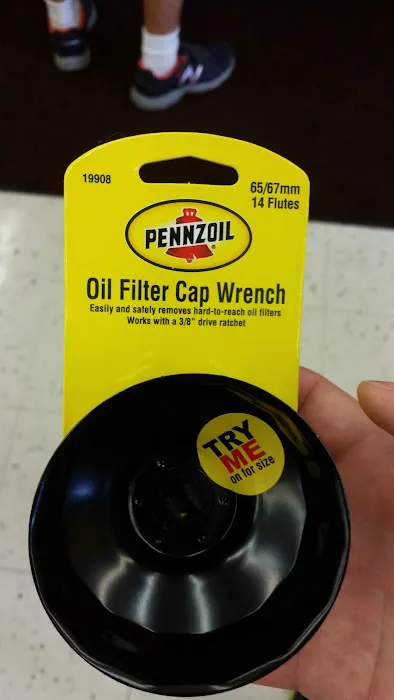 19908
65/67mm
14 Flutes
PENNZOIL®
Oil Filter Cap Wrench
Easily and safely removes hard-to-reach oil filters
Works with a 3/8" drive ratchet
TRY
ME
on for size